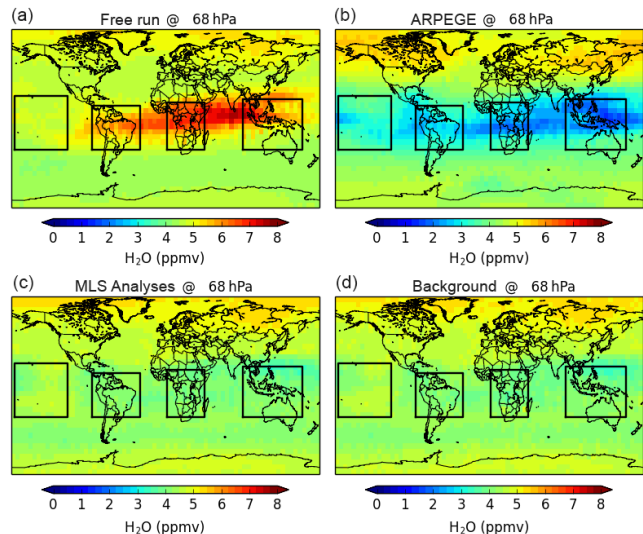 (a) Free run @ 68 hPa
(b) ARPEGE @ 68 hPa
0 1 2 3 4 5 6 7 8
H₂O (ppmv)
0 1 2 3 4 5 6 7 8
H₂O (ppmv)
(c) MLS Analyses @ 68 hPa
(d) Background @ 68 hPa
0 1 2 3 4 5 6 7 8
H₂O (ppmv)
0 1 2 3 4 5 6 7 8
H₂O (ppmv)